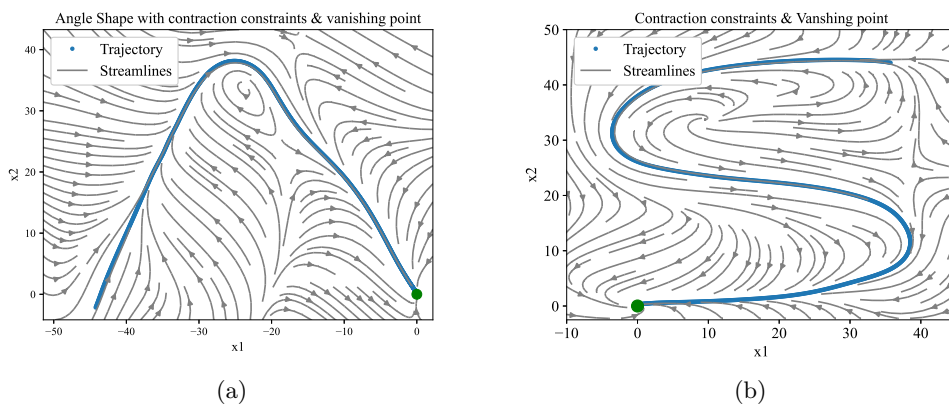 Angle Shape with contraction constraints & vanishing point
Trajectory
Streamlines
40
30
20
10
0
x2
−50
−40
−30
−20
−10
0
x1
(a)
Contraction constraints & Vanshing point
Trajectory
Streamlines
50
40
30
20
10
0
x2
−10
0
10
20
30
40
x1
(b)